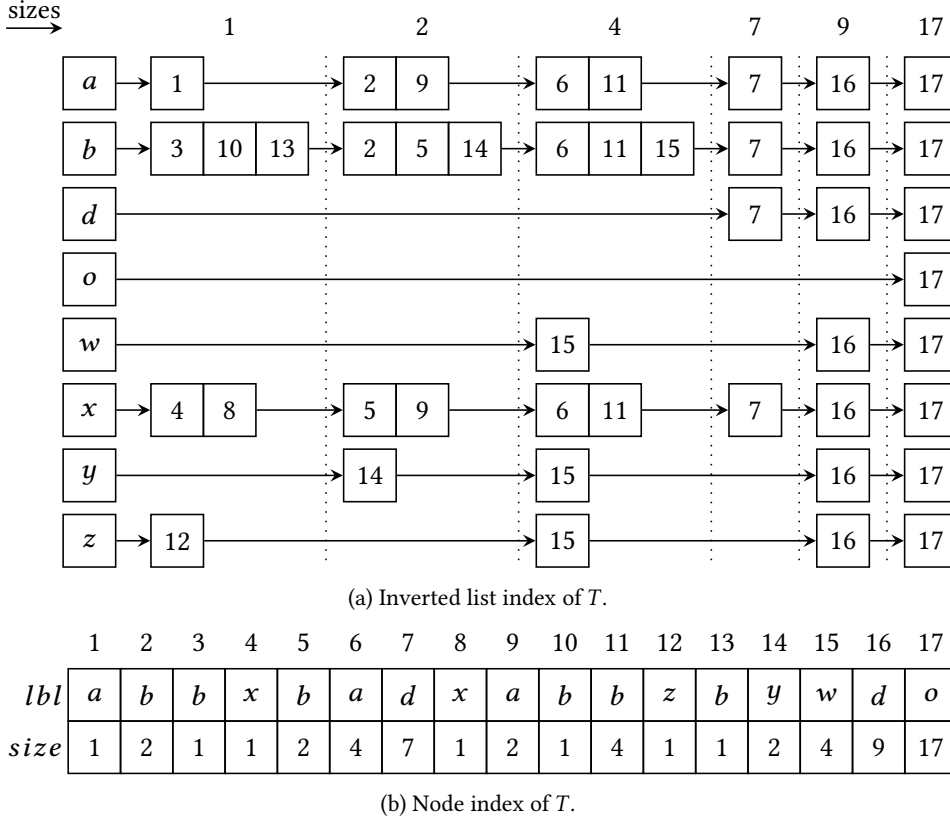 sizes
1 2 4 7 9 17
a 1 2 9 6 11 7 16 17
b 3 10 13 2 5 14 6 11 15 7 16 17
d 7 16 17
o 17
w 15 16 17
x 4 8 5 9 6 11 7 16 17
y 14 15 16 17
z 12 15 16 17
(a) Inverted list index of T.
1 2 3 4 5 6 7 8 9 10 11 12 13 14 15 16 17
lbl a b b x b a d x a b b z b y w d o
size 1 2 1 1 2 4 7 1 2 1 4 1 1 2 4 9 17
(b) Node index of T.